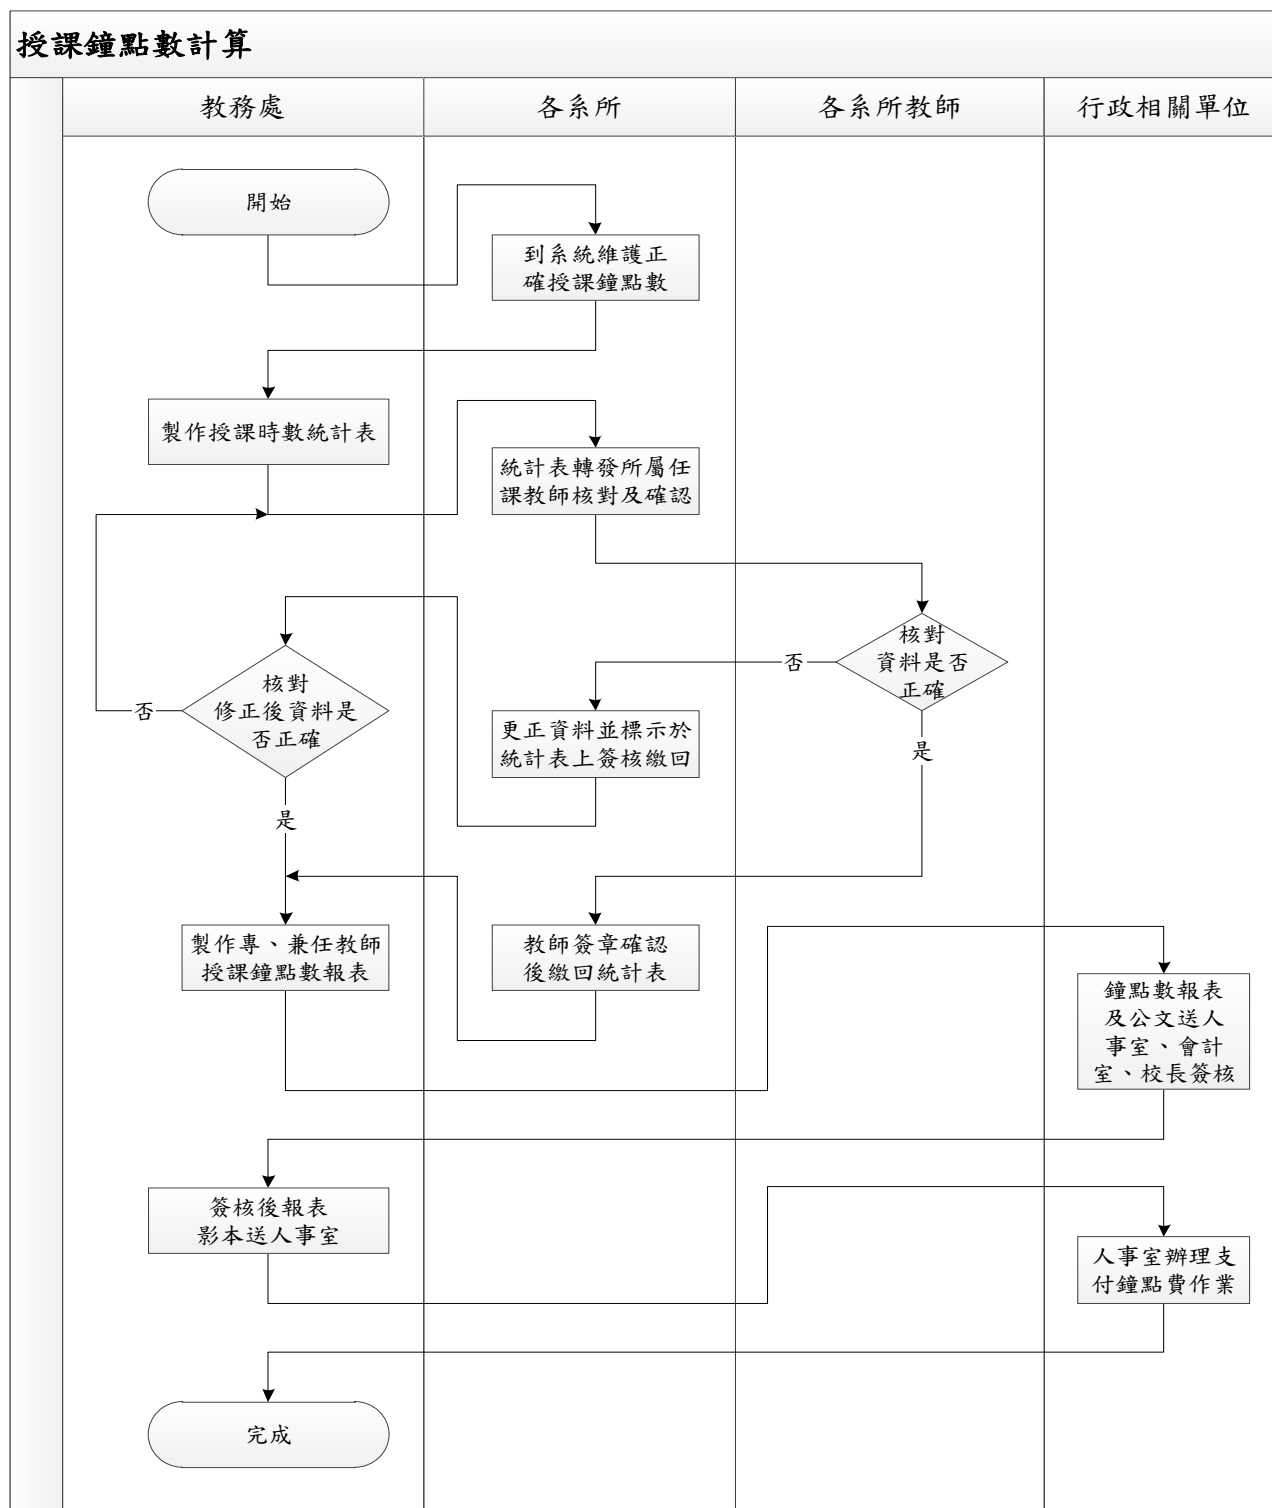 授課鐘點數計算
教務處
各系所
各系所教師
行政相關單位
開始
到系統維護正
確授課鐘點數
製作授課時數統計表
統計表轉發所屬任
課教師核對及確認
核對
資料是否
正確
否
是
更正資料並標示於
統計表上簽核繳回
核對
修正後資料是
否正確
否
是
製作專、兼任教師
授課鐘點數報表
教師簽章確認
後繳回統計表
鐘點數報表
及公文送人
事室、會計
室、校長簽核
簽核後報表
影本送人事室
人事室辦理支
付鐘點費作業
完成